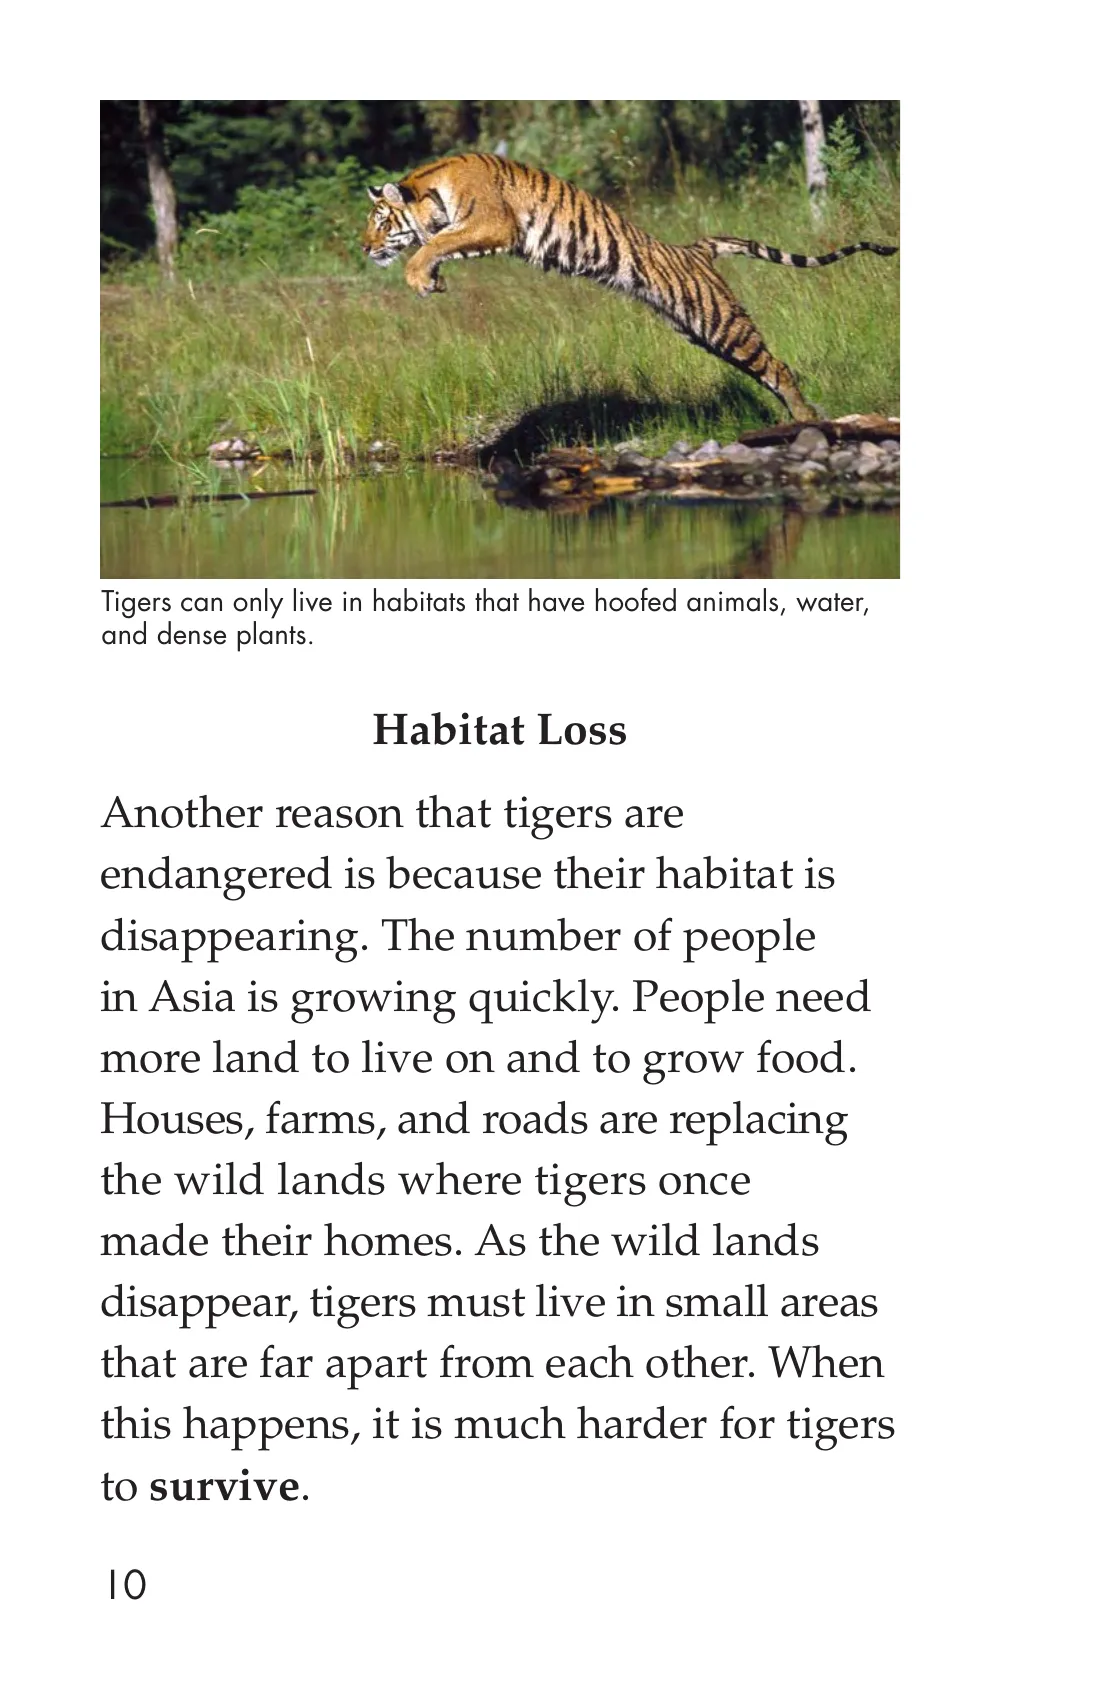 Tigers can only live in habitats that have hoofed animals, water,
and dense plants.
Habitat Loss
Another reason that tigers are
endangered is because their habitat is
disappearing. The number of people
in Asia is growing quickly. People need
more land to live on and to grow food.
Houses, farms, and roads are replacing
the wild lands where tigers once
made their homes. As the wild lands
disappear, tigers must live in small areas
that are far apart from each other. When
this happens, it is much harder for tigers
to survive.
10